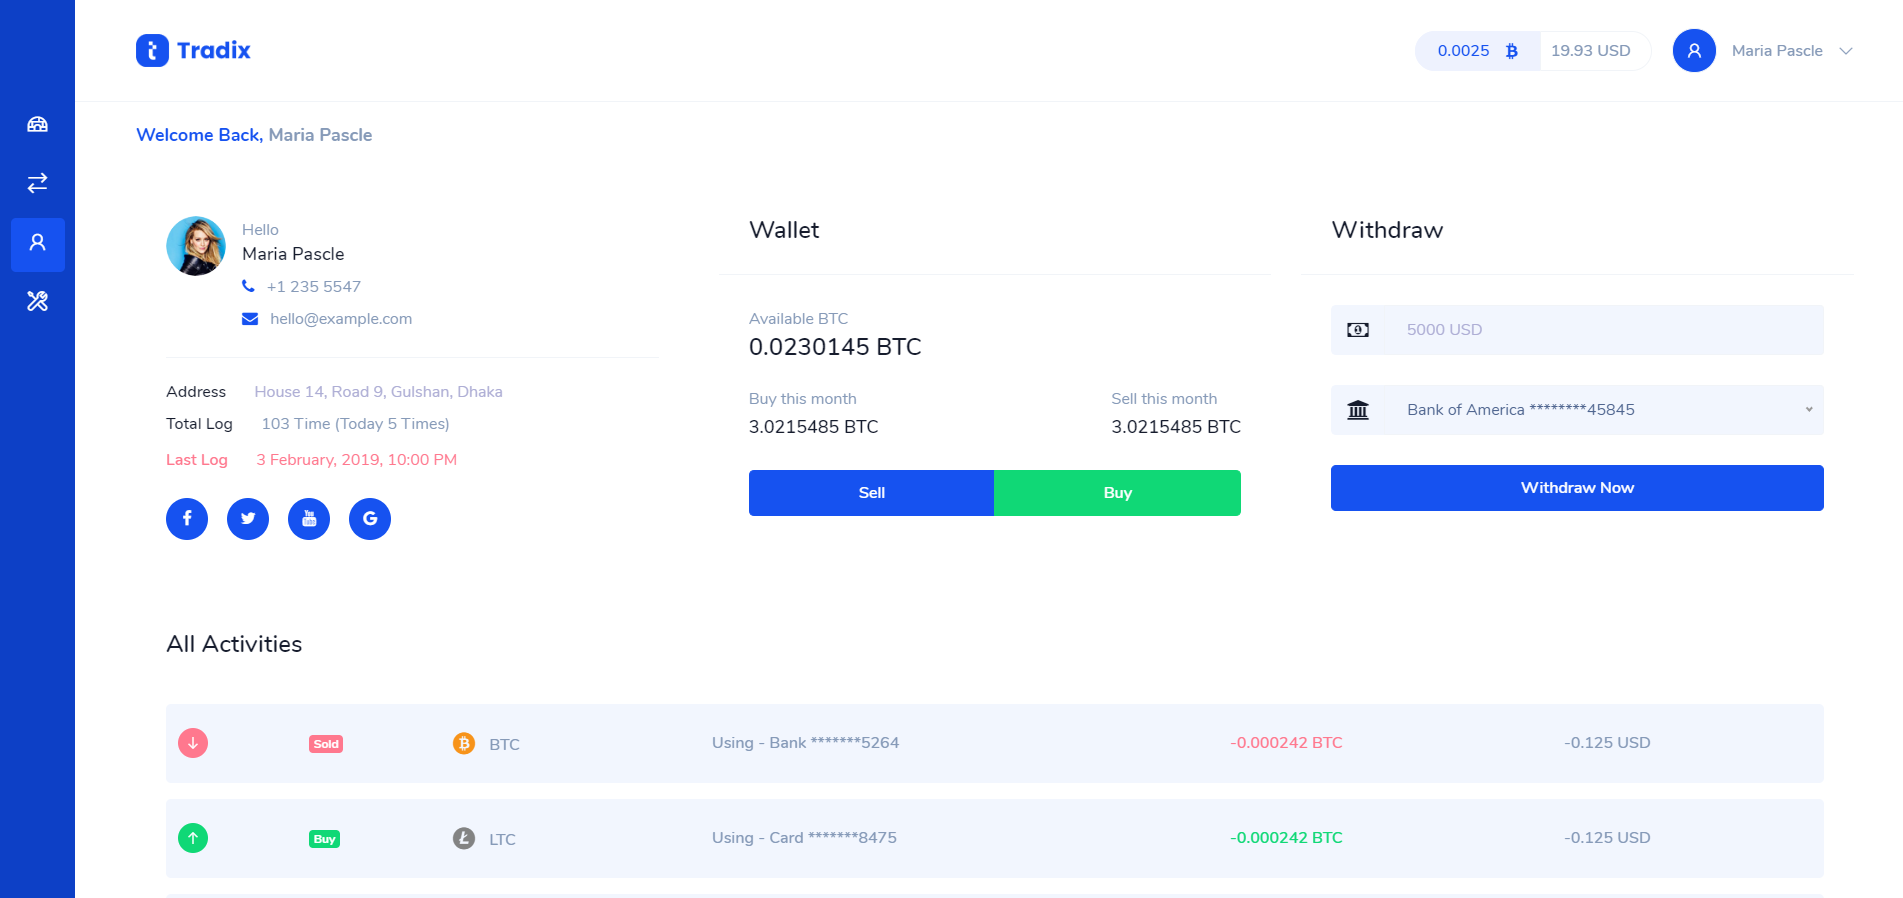 Tradix
0.0025
19.93 USD
Maria Pascle
Welcome Back, Maria Pascle
Hello
Maria Pascle
+1 235 5547
hello@example.com
Address House 14, Road 9, Gulshan, Dhaka
Total Log 103 Time (Today 5 Times)
Last Log 3 February, 2019, 10:00 PM
Wallet
Available BTC
0.0230145 BTC
Buy this month
3.0215485 BTC
Sell this month
3.0215485 BTC
Sell
Buy
Withdraw
5000 USD
Bank of America ********45845
Withdraw Now
All Activities
Sold BTC Using - Bank *******5264 -0.000242 BTC -0.125 USD
Buy LTC Using - Card *******8475 -0.000242 BTC -0.125 USD